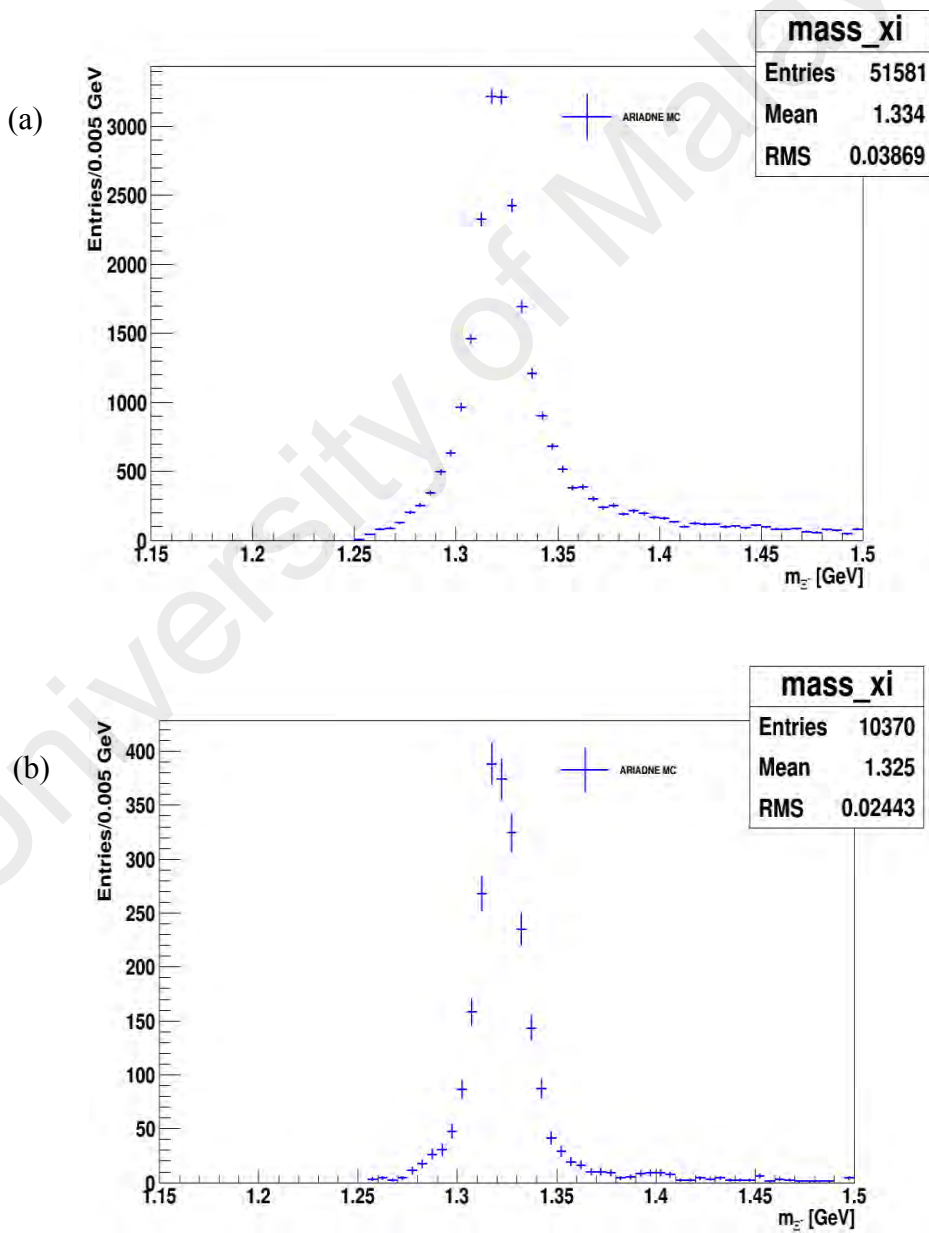 mass_xi
Entries 51581
Mean 1.334
RMS 0.03869
(a)
ARIADNE MC
Entries/0.005 GeV
3000
2500
2000
1500
1000
500
0
1.15 1.2 1.25 1.3 1.35 1.4 1.45 1.5
m_Ξ⁻ [GeV]
mass_xi
Entries 10370
Mean 1.325
RMS 0.02443
(b)
ARIADNE MC
Entries/0.005 GeV
400
350
300
250
200
150
100
50
0
1.15 1.2 1.25 1.3 1.35 1.4 1.45 1.5
m_Ξ⁻ [GeV]
University of Malay